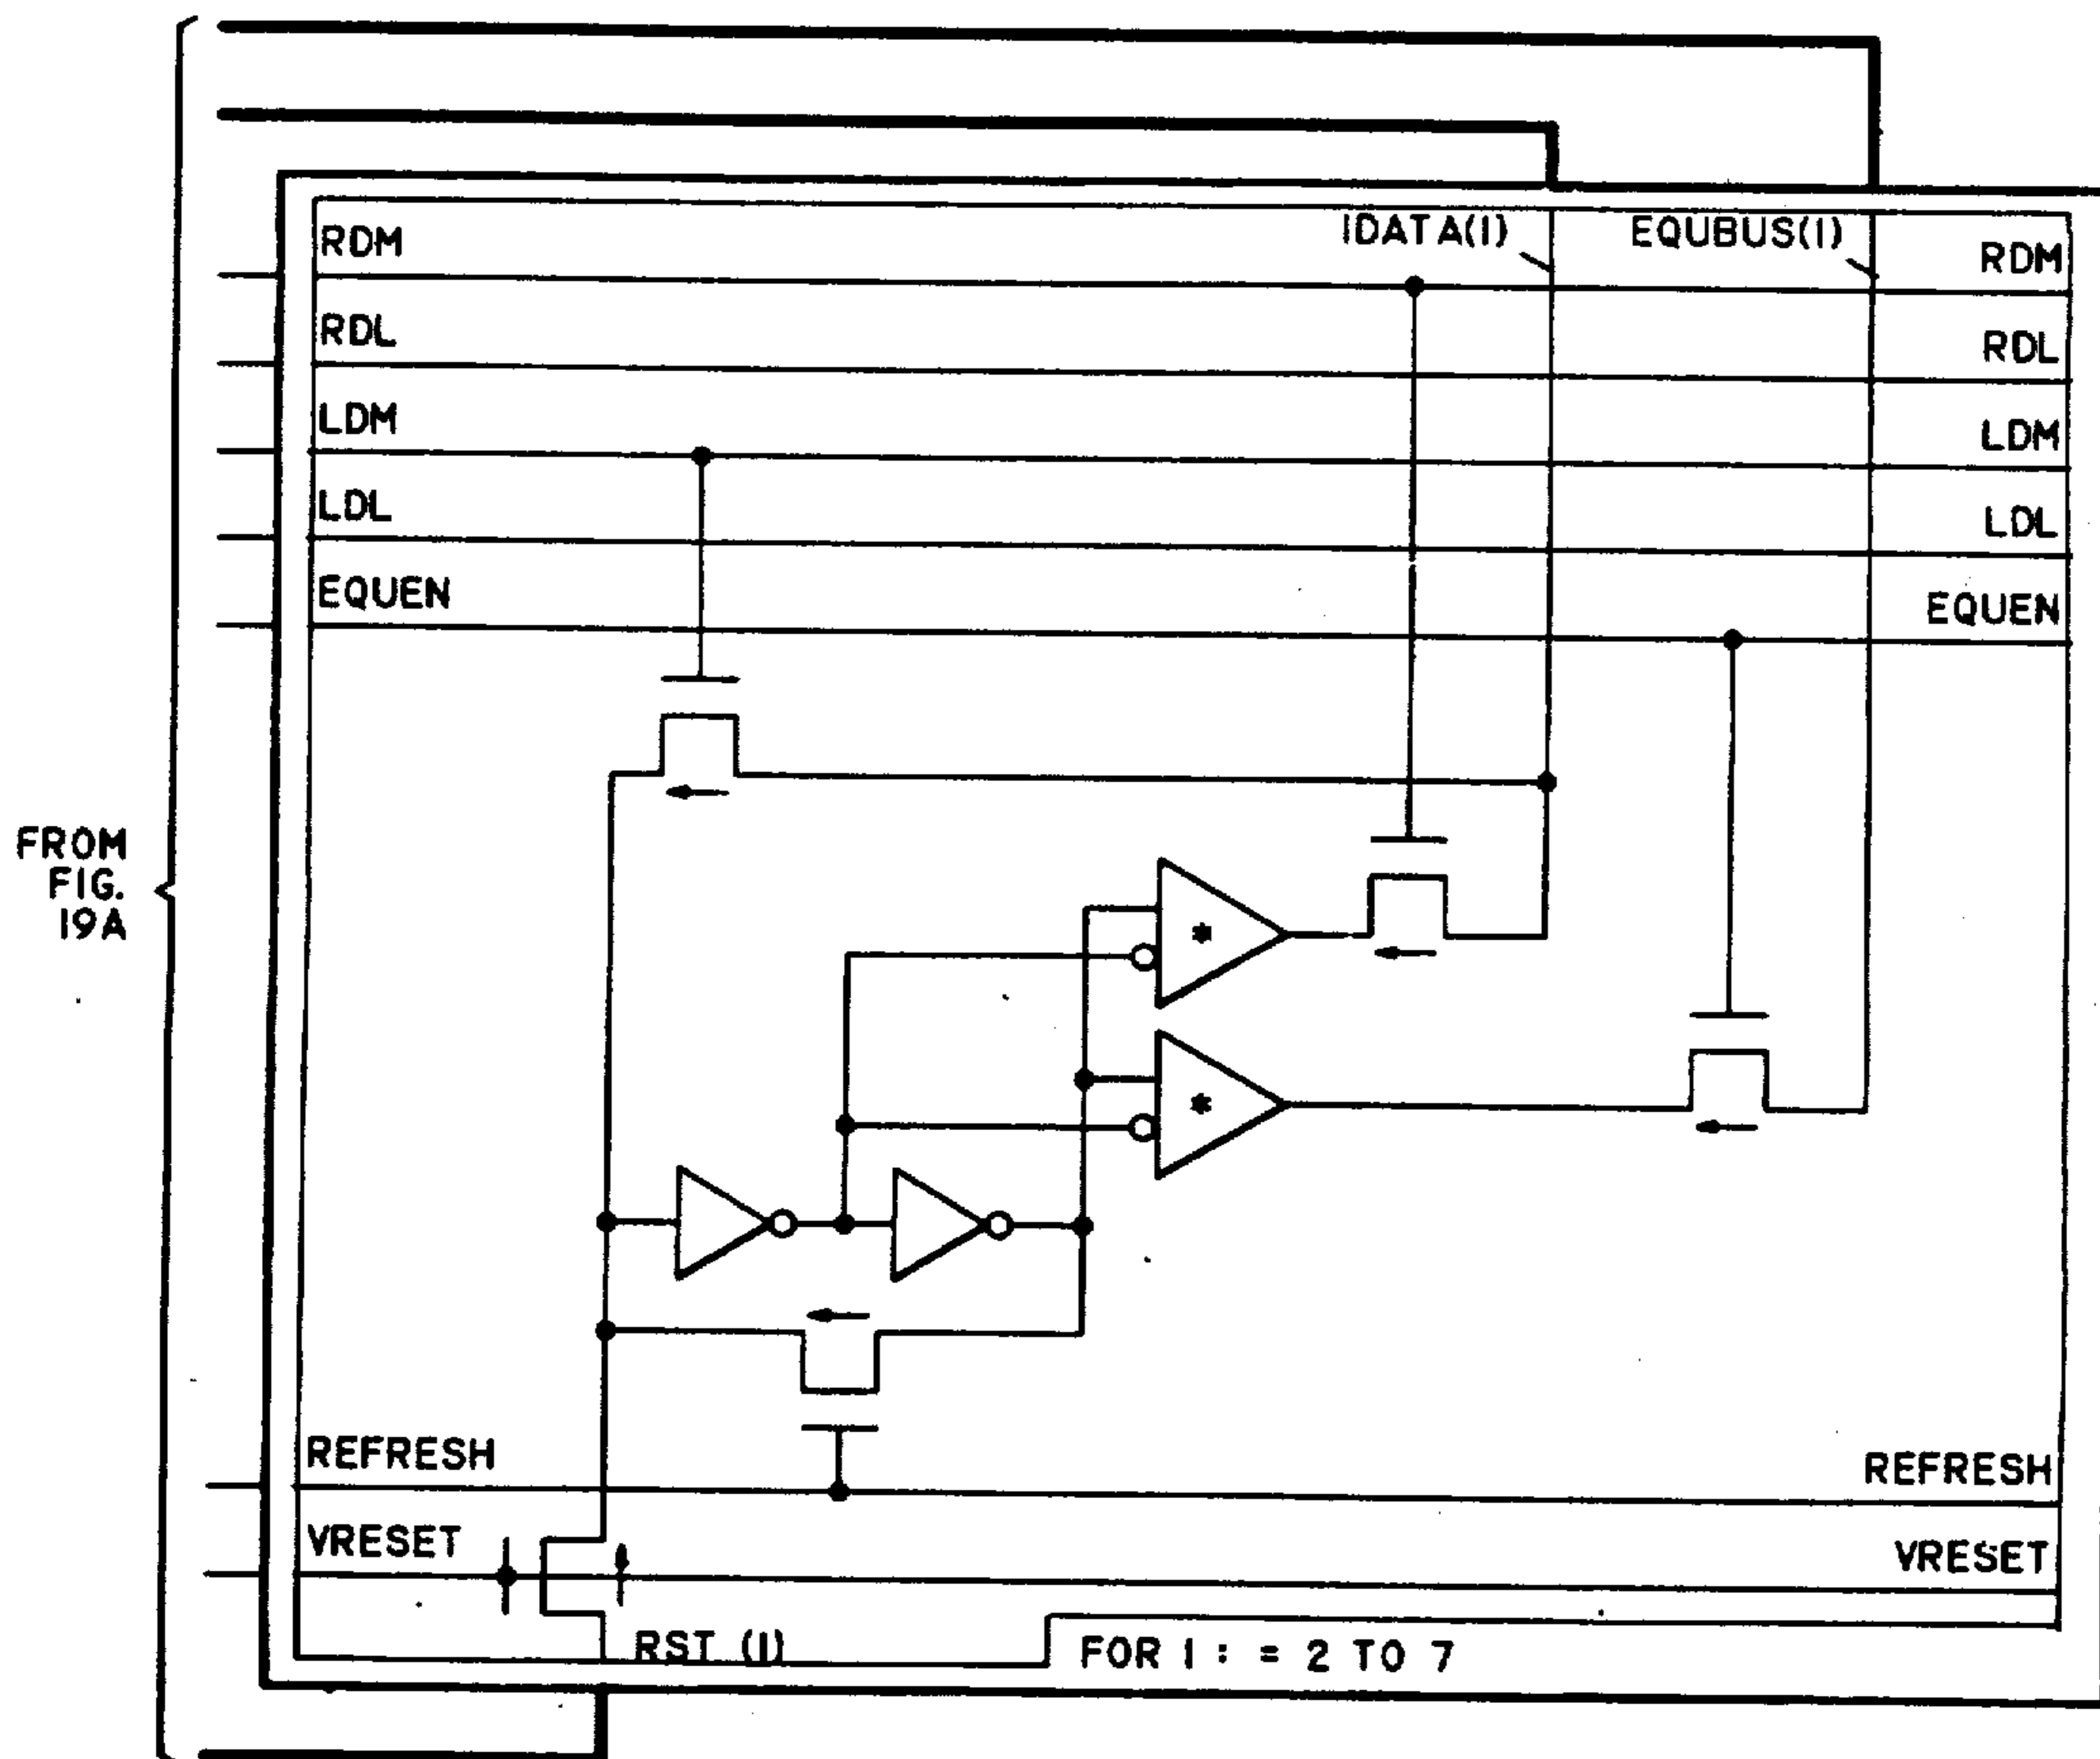 IDATA(I) EQUBUS(I)
RDM RDM
RDL RDL
LDM LDM
LDL LDL
EQUEN EQUEN
FROM
FIG.
19A
*
*
REFRESH REFRESH
VRESET VRESET
RST (I)
FOR I : = 2 TO 7